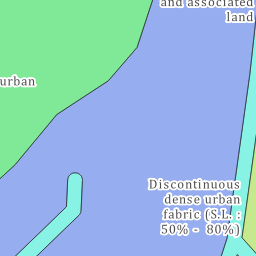 and associated
land
urban
Discontinuous
dense urban
fabric (S.L. :
50% - 80%)